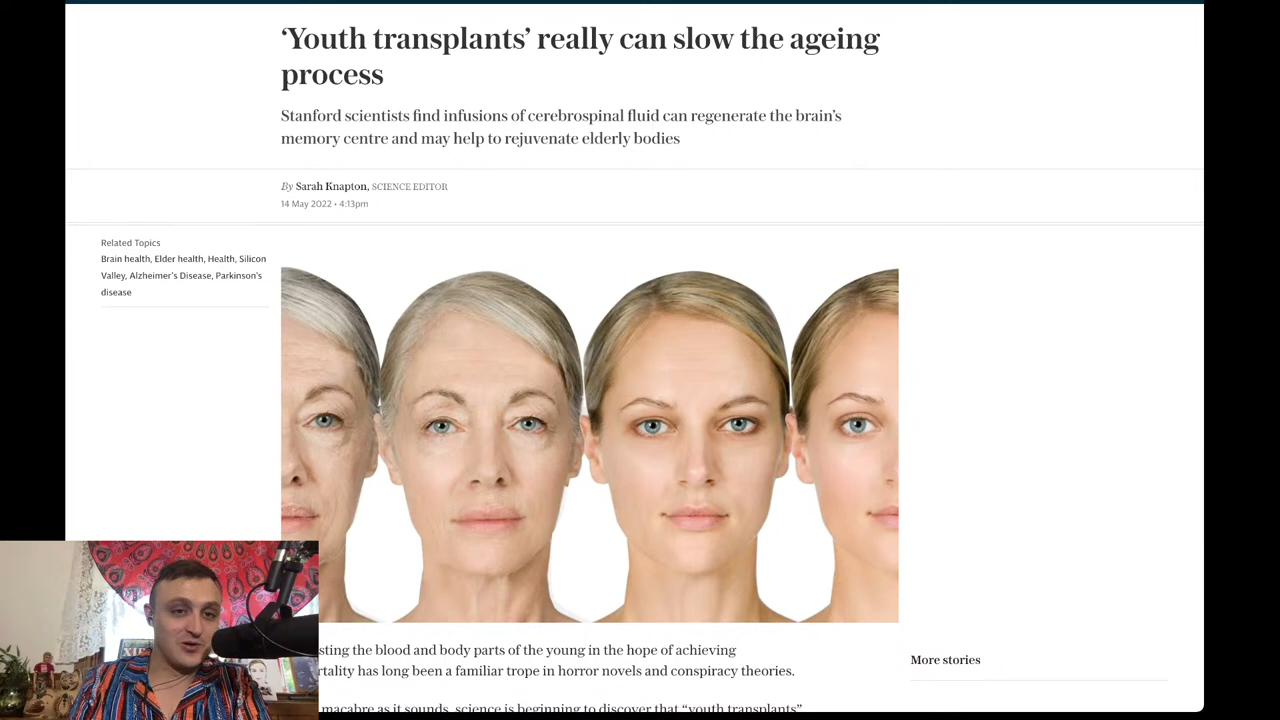 ‘Youth transplants’ really can slow the ageing
process
Stanford scientists find infusions of cerebrospinal fluid can regenerate the brain’s
memory centre and may help to rejuvenate elderly bodies
By Sarah Knapton, SCIENCE EDITOR
14 May 2022 • 4:13pm
Related Topics
Brain health, Elder health, Health, Silicon
Valley, Alzheimer’s Disease, Parkinson’s
disease
the blood and body parts of the young in the hope of achieving
has long been a familiar trope in horror novels and conspiracy theories.
macabre as it sounds, science is beginning to discover that “youth transplants”
More stories